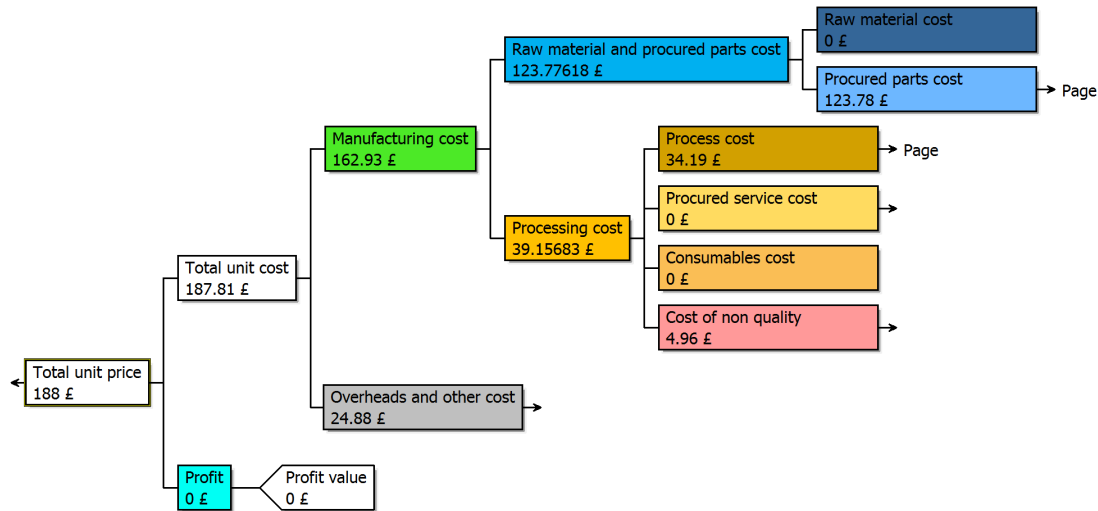 Raw material cost
0 £
Raw material and procured parts cost
123.77618 £
Procured parts cost
123.78 £
Page
Manufacturing cost
162.93 £
Process cost
34.19 £
Page
Procured service cost
0 £
Processing cost
39.15683 £
Consumables cost
0 £
Total unit cost
187.81 £
Cost of non quality
4.96 £
Total unit price
188 £
Overheads and other cost
24.88 £
Profit
0 £
Profit value
0 £